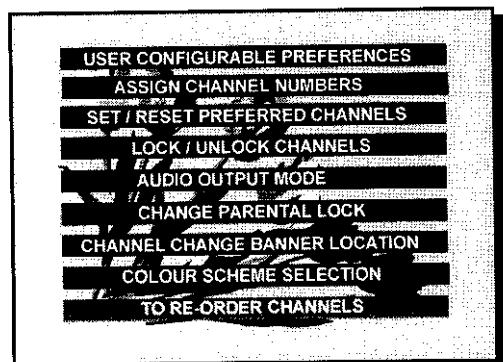 USER CONFIGURABLE PREFERENCES
ASSIGN CHANNEL NUMBERS
SET / RESET PREFERRED CHANNELS
LOCK / UNLOCK CHANNELS
AUDIO OUTPUT MODE
CHANGE PARENTAL LOCK
CHANNEL CHANGE BANNER LOCATION
COLOUR SCHEME SELECTION
TO RE-ORDER CHANNELS